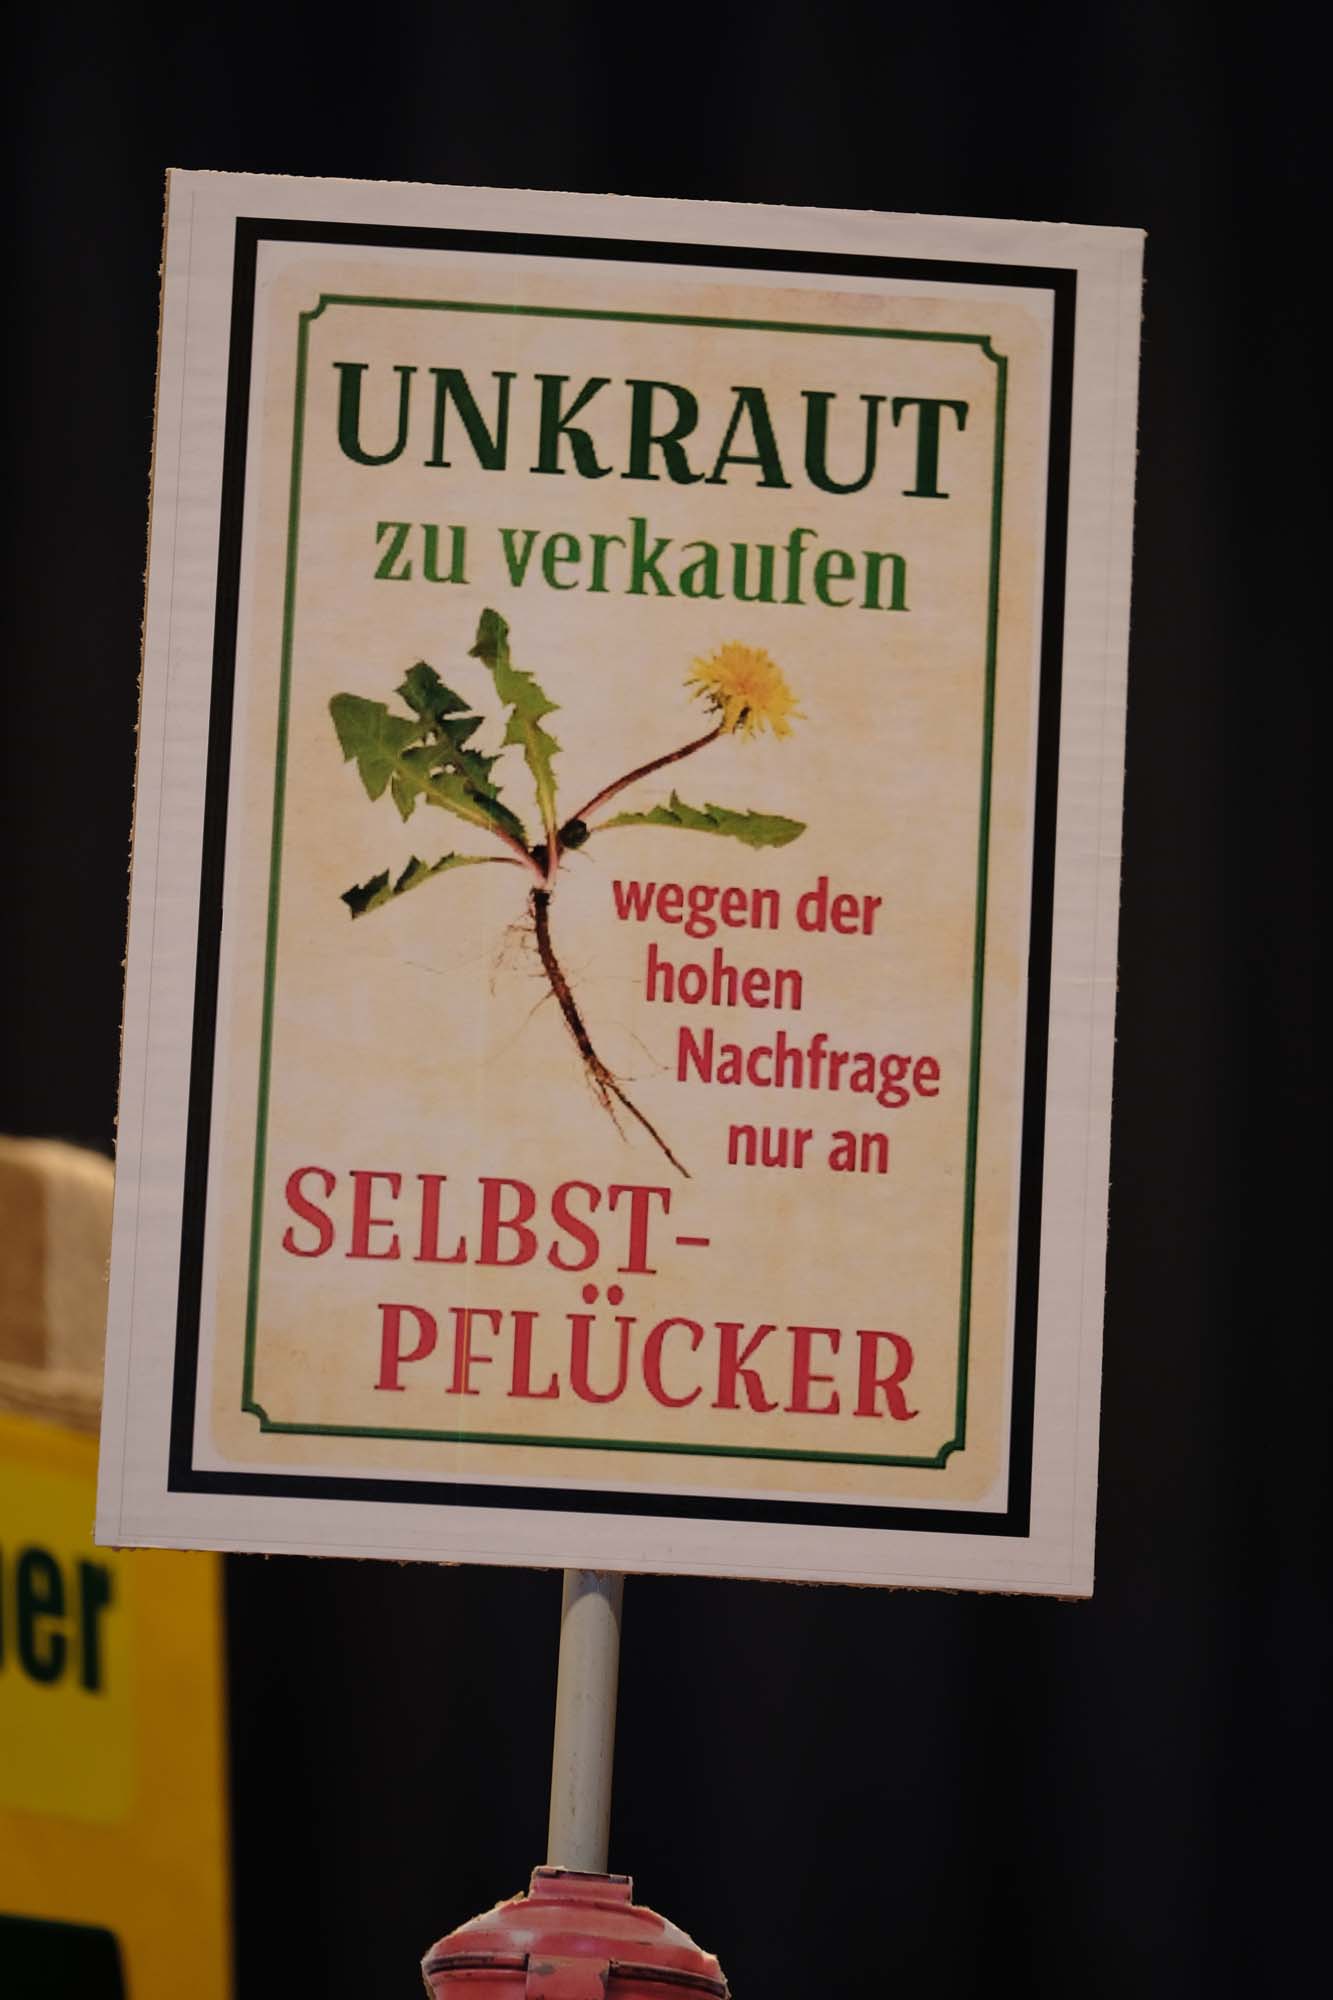 UNKRAUT
zu verkaufen
wegen der
hohen
Nachfrage
nur an
SELBST-
PFLÜCKER